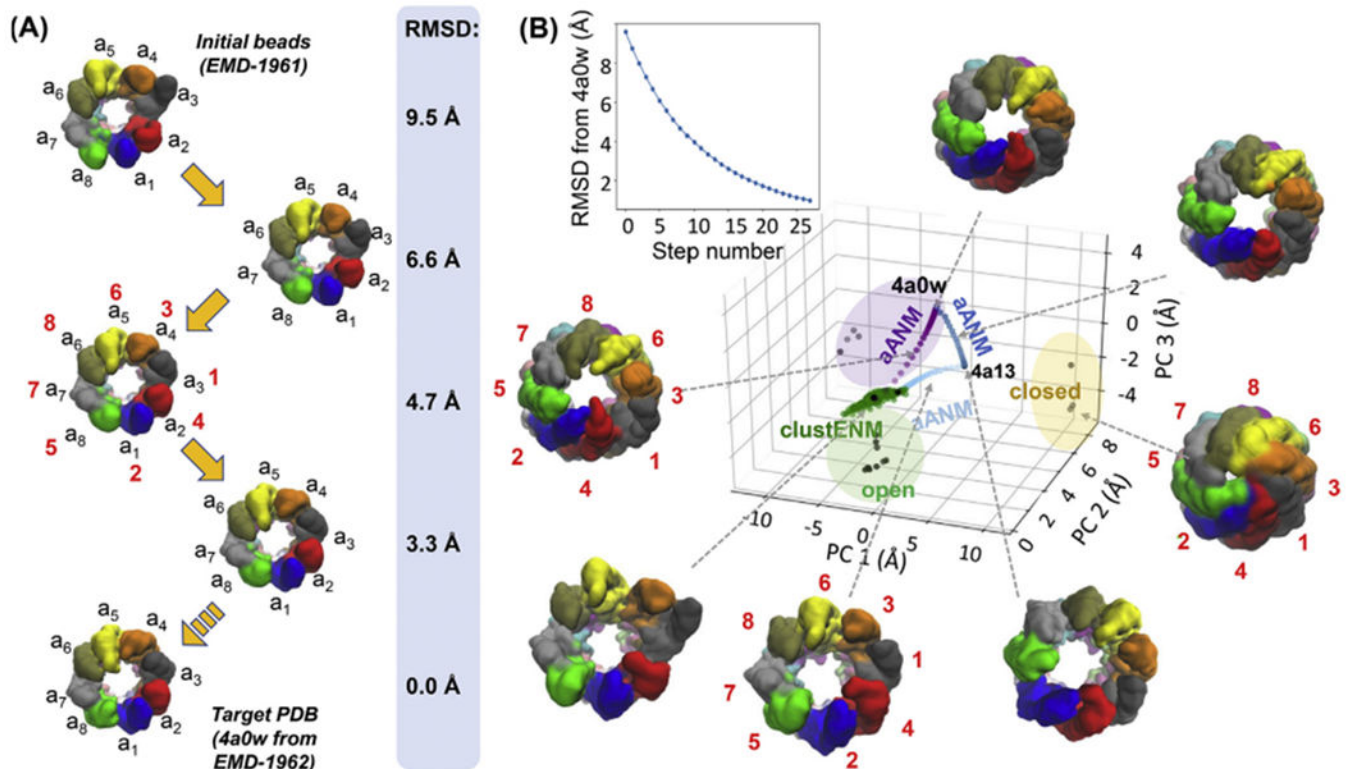 (A)
Initial beads
(EMD-1961)
a5 a4
a6 a3
a7 a2
a8 a1
a5 a4
a6 a3
a7 a2
a8 a1
6 3
8 a5 a4
a6
7 a7 a3 1
a8 a2 4
5 a1
2
a5 a4
a6
a7 a3
a8 a2
a1
a5 a4
a6
a7 a3
a8 a2
a1
Target PDB
(4a0w from
EMD-1962)
RMSD:
9.5 Å
6.6 Å
4.7 Å
3.3 Å
0.0 Å
(B)
RMSD from 4a0w (Å)
8
6
4
2
0 5 10 15 20 25
Step number
8
7 6
5 3
2 1
4
4a0w
aANM
aANM
4a13
aANM
clustENM
open
closed
4
2
0
-2
-4
PC 3 (Å)
-10 -5 0 5 10
PC 1 (Å)
0 2 4 6 8
PC 2 (Å)
8
7 6
5 3
2 1
4
6
8 3
7 1
5 4
2